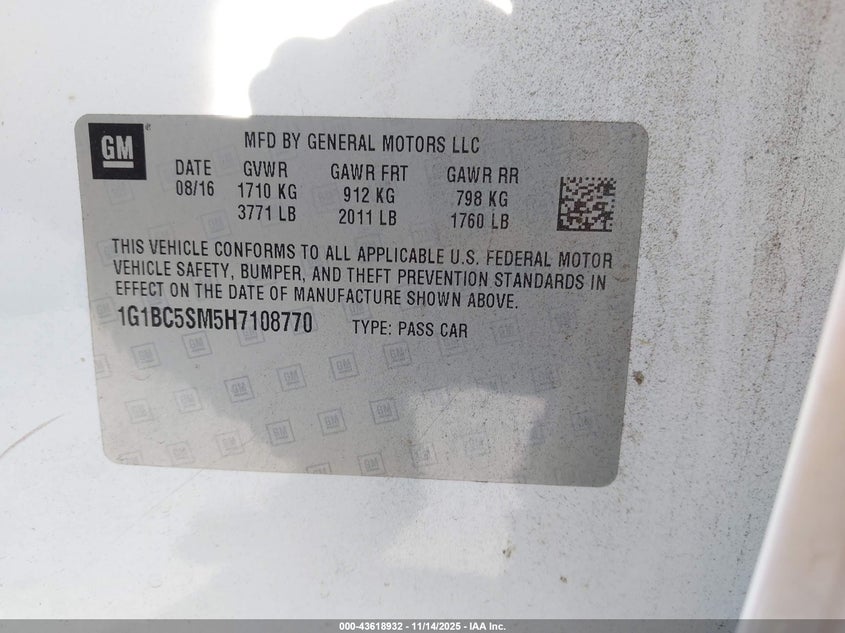 GM
MFD BY GENERAL MOTORS LLC
DATE GVWR GAWR FRT GAWR RR
08/16 1710 KG 912 KG 798 KG
3771 LB 2011 LB 1760 LB
THIS VEHICLE CONFORMS TO ALL APPLICABLE U.S. FEDERAL MOTOR
VEHICLE SAFETY, BUMPER, AND THEFT PREVENTION STANDARDS IN
EFFECT ON THE DATE OF MANUFACTURE SHOWN ABOVE.
1G1BC5SM5H7108770 TYPE: PASS CAR
000-43618932 - 11/14/2025 - IAA Inc.